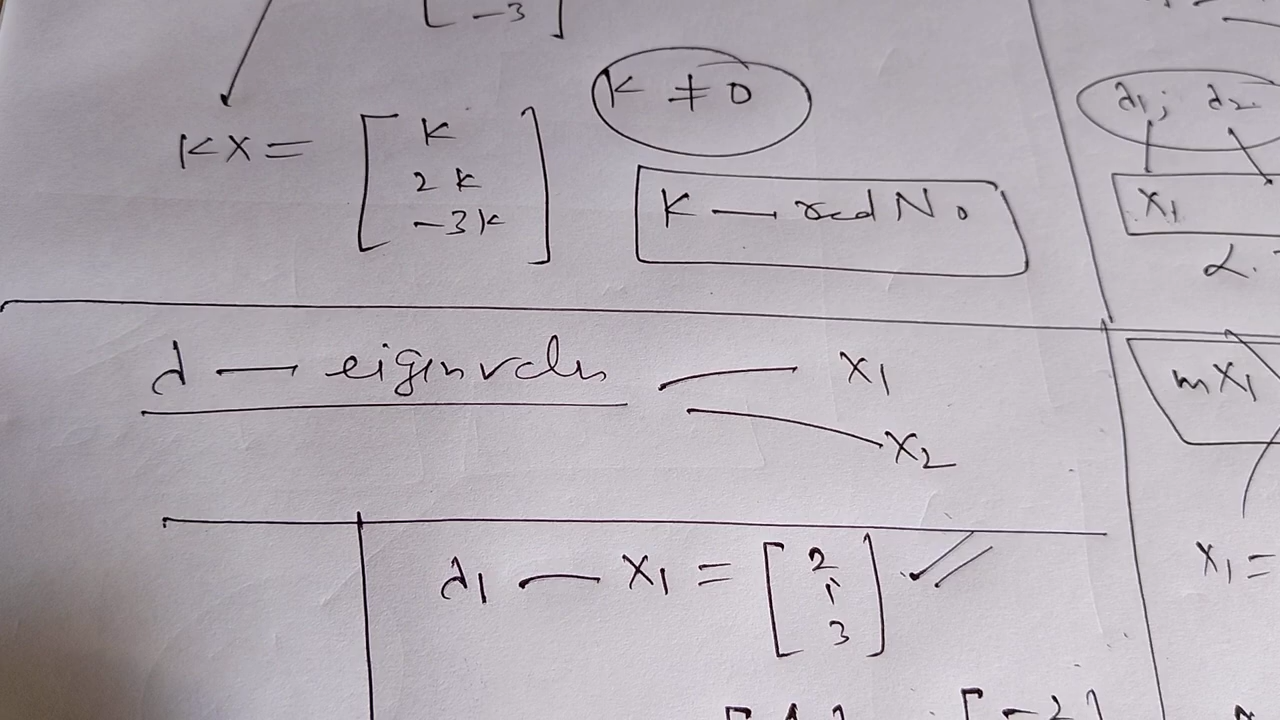 -3
K ≠ 0
KX = [ K
2K
-3K ]
K — real No
λ — eigenvalue
X1
X2
λ1 — X1 = [ 2
1
3 ]
-2
λ1; λ2
X1
L.
mX1
X1 =